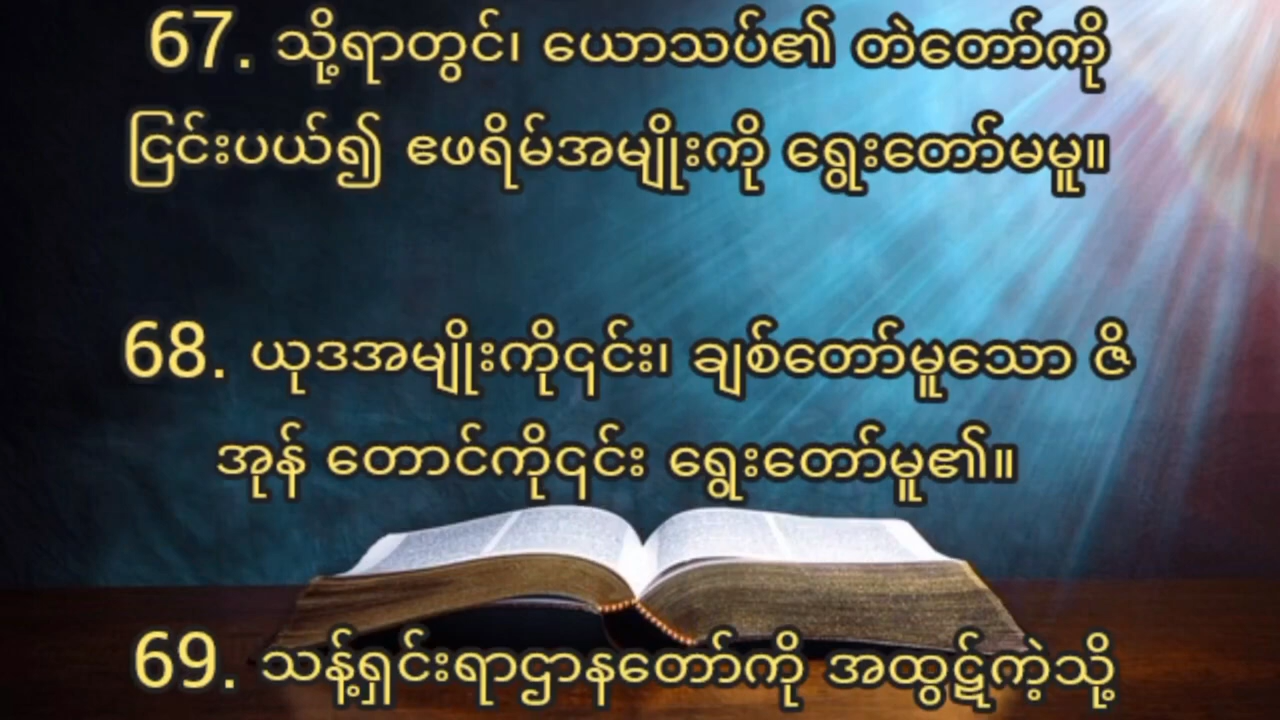 67. သို့ရာတွင်၊ ယောသပ်၏ တဲတော်ကို
ငြင်းပယ်၍ ဧဖရိမ်အမျိုးကို ရွေးတော်မမူ။
68. ယုဒအမျိုးကို၎င်း၊ ချစ်တော်မူသော ဇိ
အုန် တောင်ကို၎င်း ရွေးတော်မူ၏။
69. သန့်ရှင်းရာဌာနတော်ကို အထွဋ်ကဲ့သို့